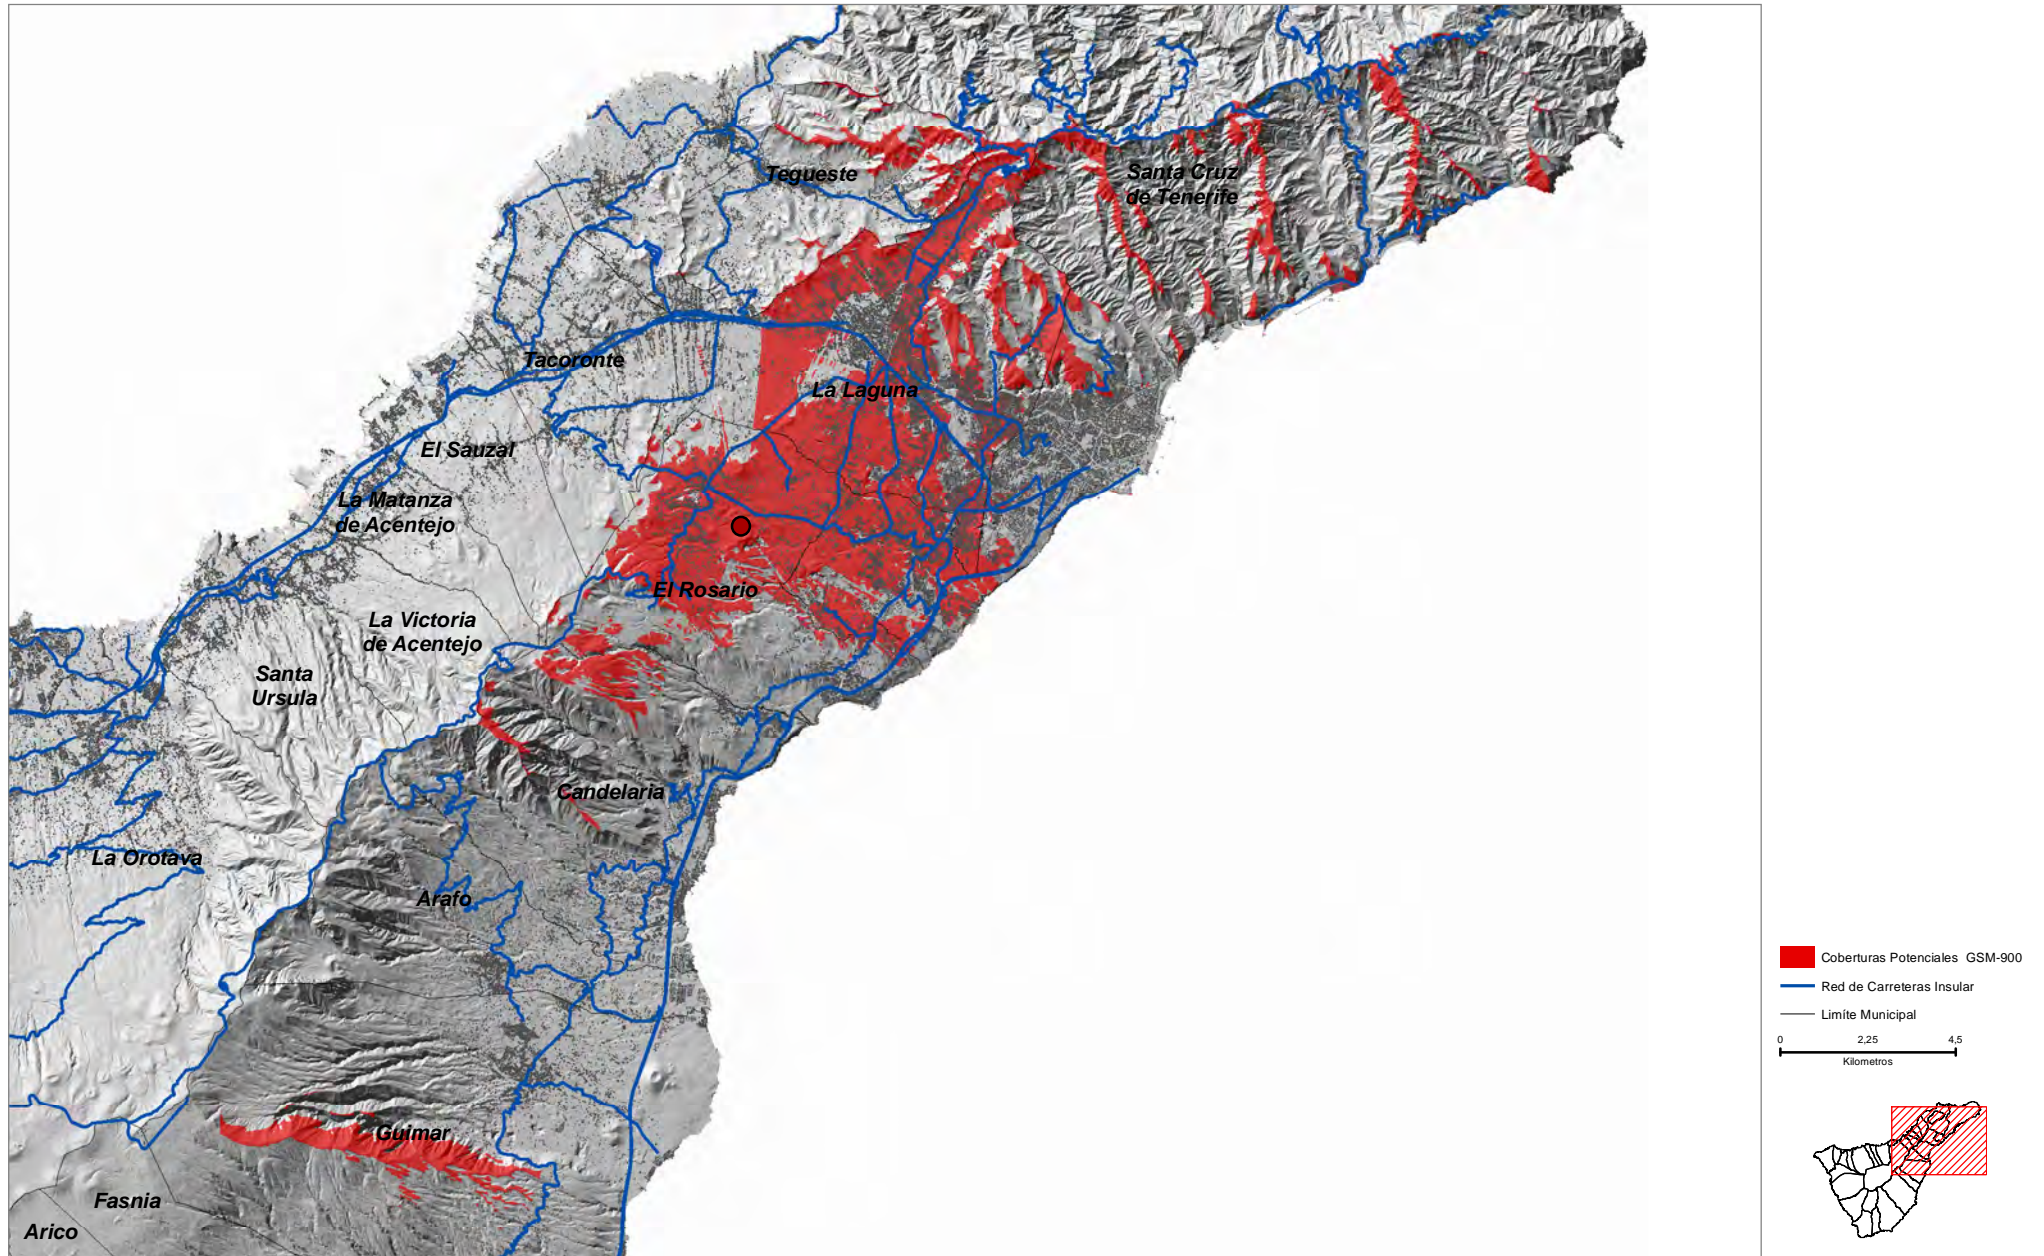 Tegueste
Santa Cruz
de Tenerife
Tacoronte
La Laguna
El Sauzal
La Matanza
de Acentejo
El Rosario
La Victoria
de Acentejo
Santa
Ursula
Candelaria
La Orotava
Arafo
Guimar
Fasnia
Arico
Coberturas Potenciales GSM-900
Red de Carreteras Insular
Limíte Municipal
0 2,25 4,5
Kilometros